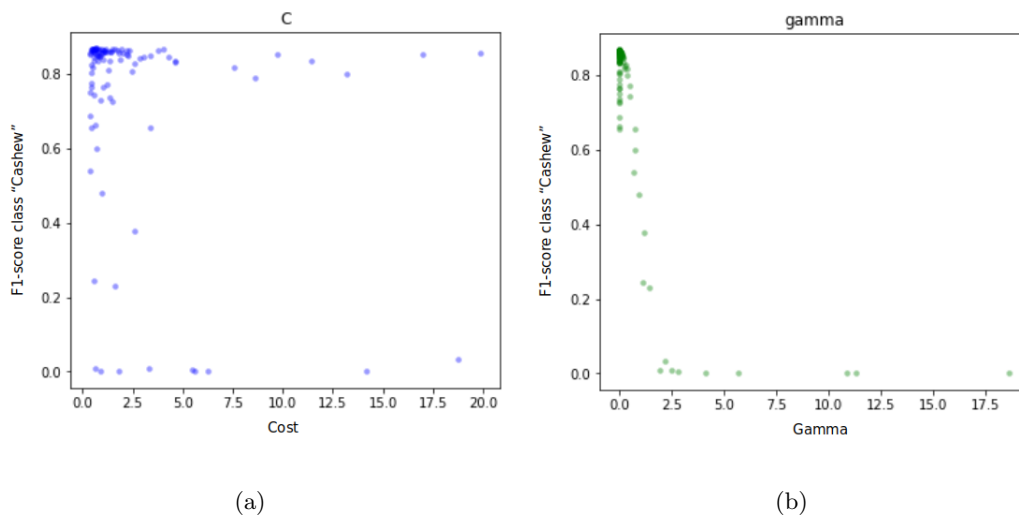 C
F1-score class “Cashew”
0.8
0.6
0.4
0.2
0.0
0.0 2.5 5.0 7.5 10.0 12.5 15.0 17.5 20.0
Cost
(a)
gamma
F1-score class “Cashew”
0.8
0.6
0.4
0.2
0.0
0.0 2.5 5.0 7.5 10.0 12.5 15.0 17.5
Gamma
(b)